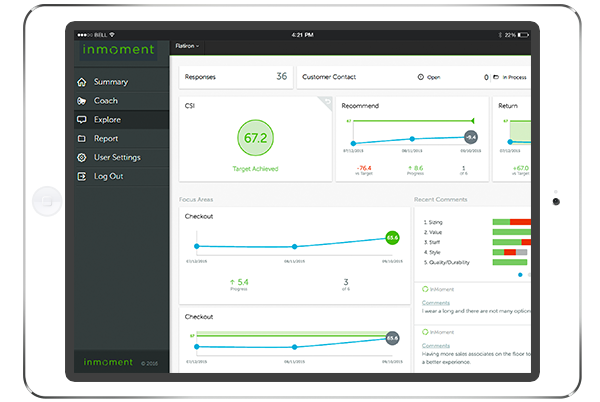 BELL
4:21 PM
22%
inmoment
Flatiron
Summary
Coach
Explore
Report
User Settings
Log Out
inmoment © 2016
Responses 36
Customer Contact Open 0 In Process
CSI
67.2
Target Achieved
Recommend
67
-9.4
07/12/2015 08/11/2015 09/10/2015
-76.4 ↑ 8.6 1
vs Target Progress of 6
Return
67
07/12/2015
+67.0
vs Target
Focus Areas
Checkout
65.6
07/12/2015 08/11/2015 09/10/2015
↑ 5.4 3
Progress of 6
Checkout
67
65.6
07/12/2015 08/11/2015 09/10/2015
Recent Comments
1. Sizing
2. Value
3. Staff
4. Style
5. Quality/Durability
InMoment
Comments
I wear a long and there are not many option
InMoment
Comments
Having more sales associates on the floor to
a better experience.